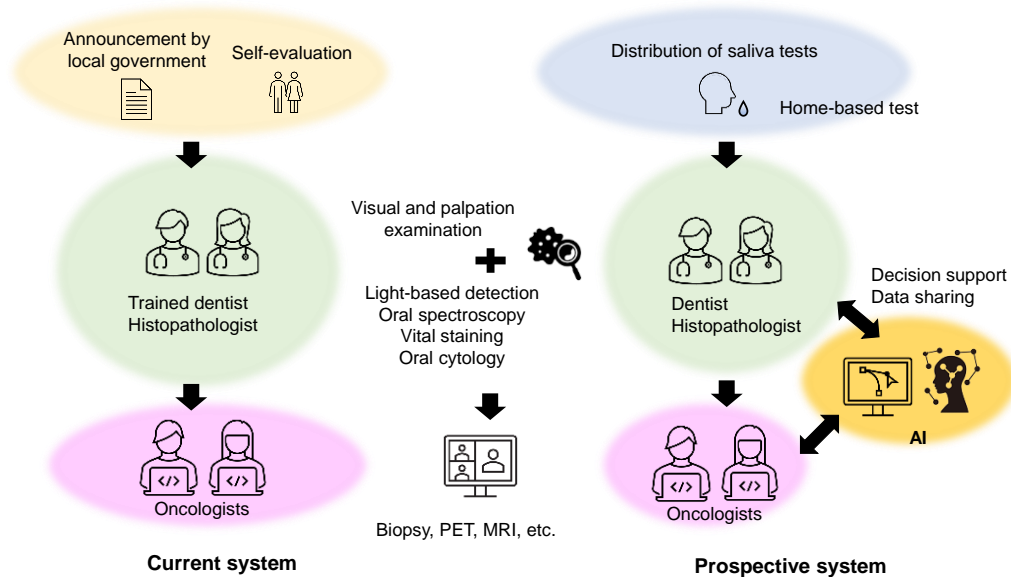 Announcement by
local government
Self-evaluation
Trained dentist
Histopathologist
</>
</>
Oncologists
Current system
Visual and palpation
examination
Light-based detection
Oral spectroscopy
Vital staining
Oral cytology
Biopsy, PET, MRI, etc.
Distribution of saliva tests
Home-based test
Dentist
Histopathologist
Decision support
Data sharing
AI
</>
</>
Oncologists
Prospective system